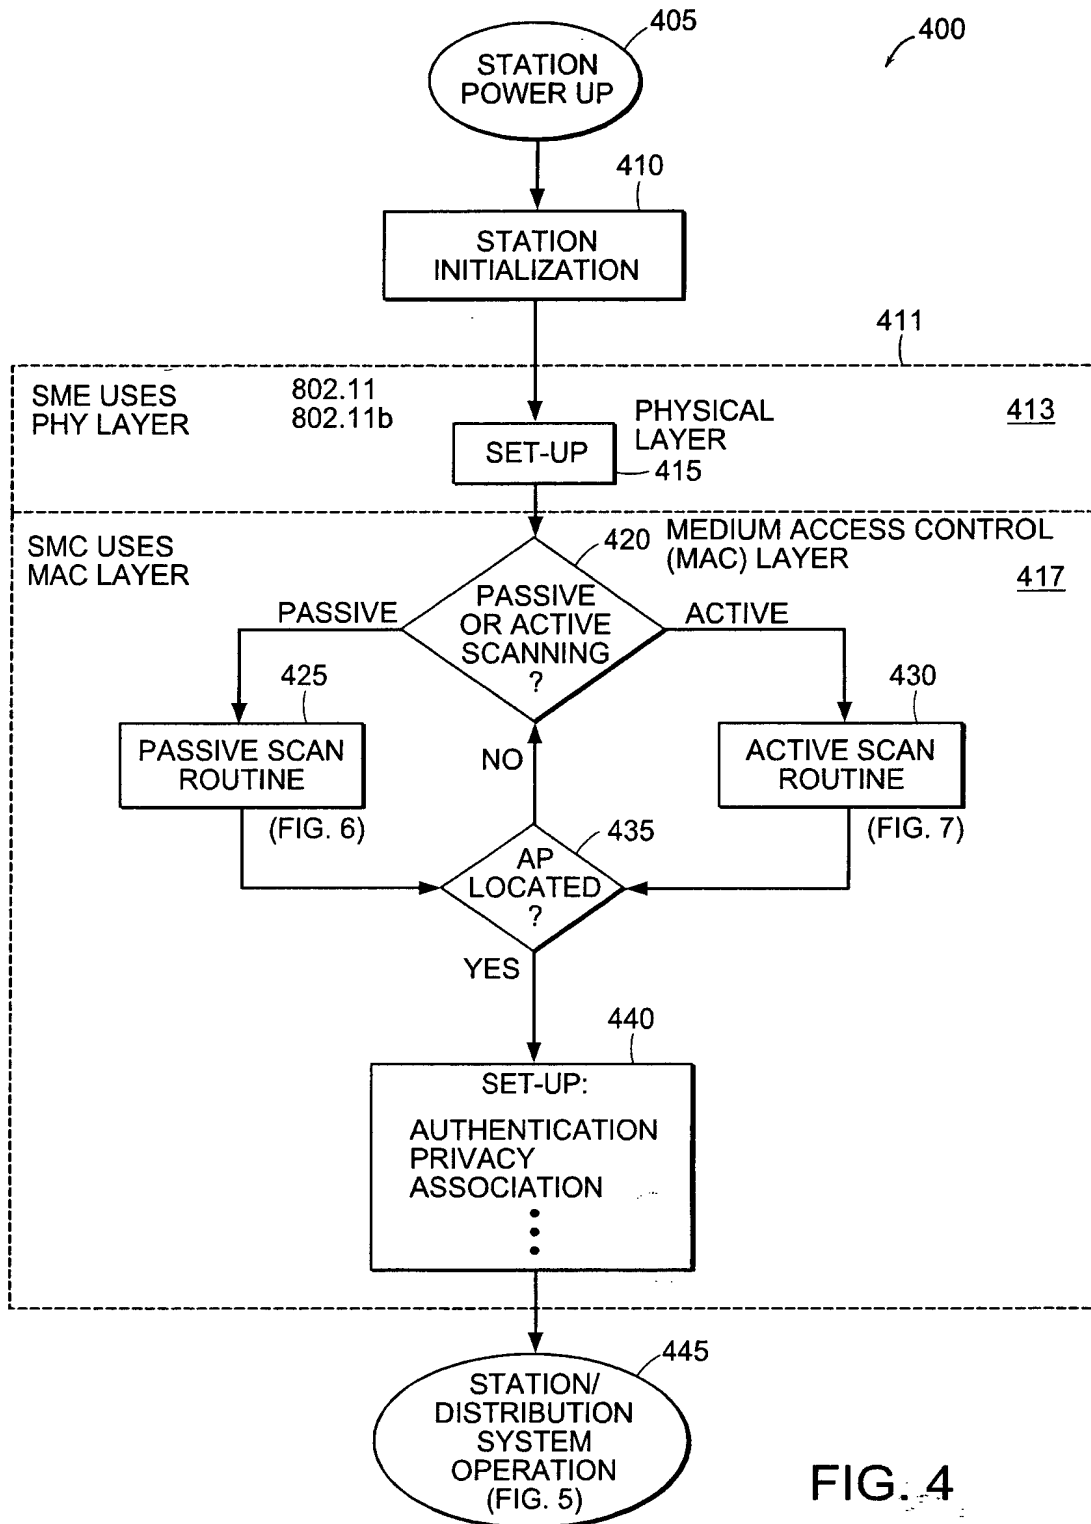 405
400
STATION
POWER UP
410
STATION
INITIALIZATION
411
SME USES
PHY LAYER
802.11
802.11b
PHYSICAL
LAYER
413
SET-UP
415
SMC USES
MAC LAYER
420
MEDIUM ACCESS CONTROL
(MAC) LAYER
417
PASSIVE
PASSIVE
OR ACTIVE
SCANNING
?
ACTIVE
425
430
PASSIVE SCAN
ROUTINE
(FIG. 6)
NO
ACTIVE SCAN
ROUTINE
(FIG. 7)
435
AP
LOCATED
?
YES
440
SET-UP:
AUTHENTICATION
PRIVACY
ASSOCIATION
445
STATION/
DISTRIBUTION
SYSTEM
OPERATION
(FIG. 5)
FIG. 4